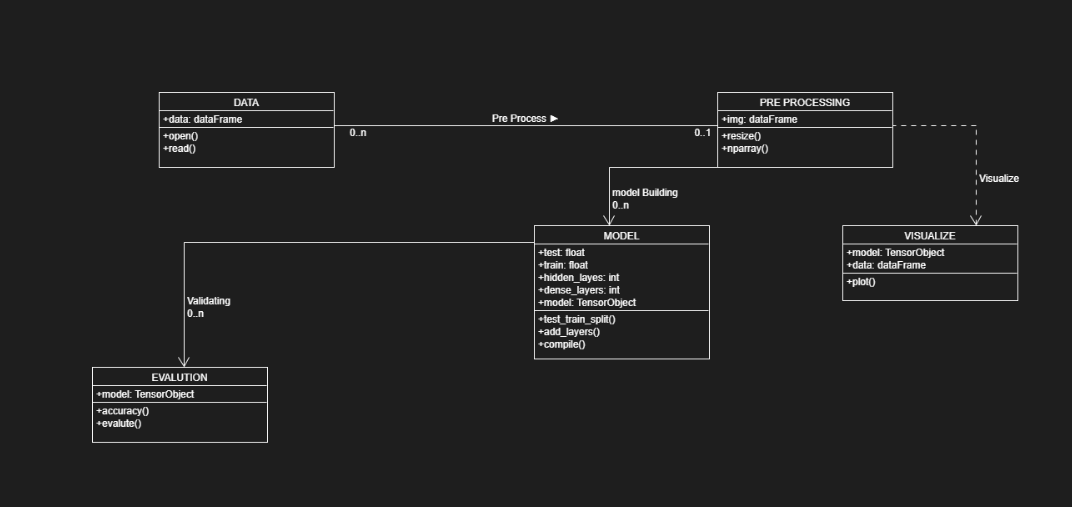 DATA
+data: dataFrame
+open()
+read()
Pre Process ►
0..n
0..1
PRE PROCESSING
+img: dataFrame
+resize()
+nparray()
Visualize
model Building
0..n
MODEL
+test: float
+train: float
+hidden_layes: int
+dense_layers: int
+model: TensorObject
+test_train_split()
+add_layers()
+compile()
VISUALIZE
+model: TensorObject
+data: dataFrame
+plot()
Validating
0..n
EVALUTION
+model: TensorObject
+accuracy()
+evalute()